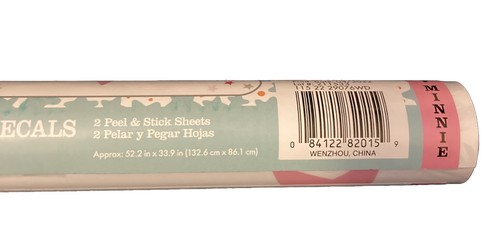 ECALS
2 Peel & Stick Sheets
2 Pelar y Pegar Hojas
Approx: 52.2 in x 33.9 in (132.6 cm x 86.1 cm)
115 22 29076WD
0 84122 82015 9
WENZHOU, CHINA
MINNIE